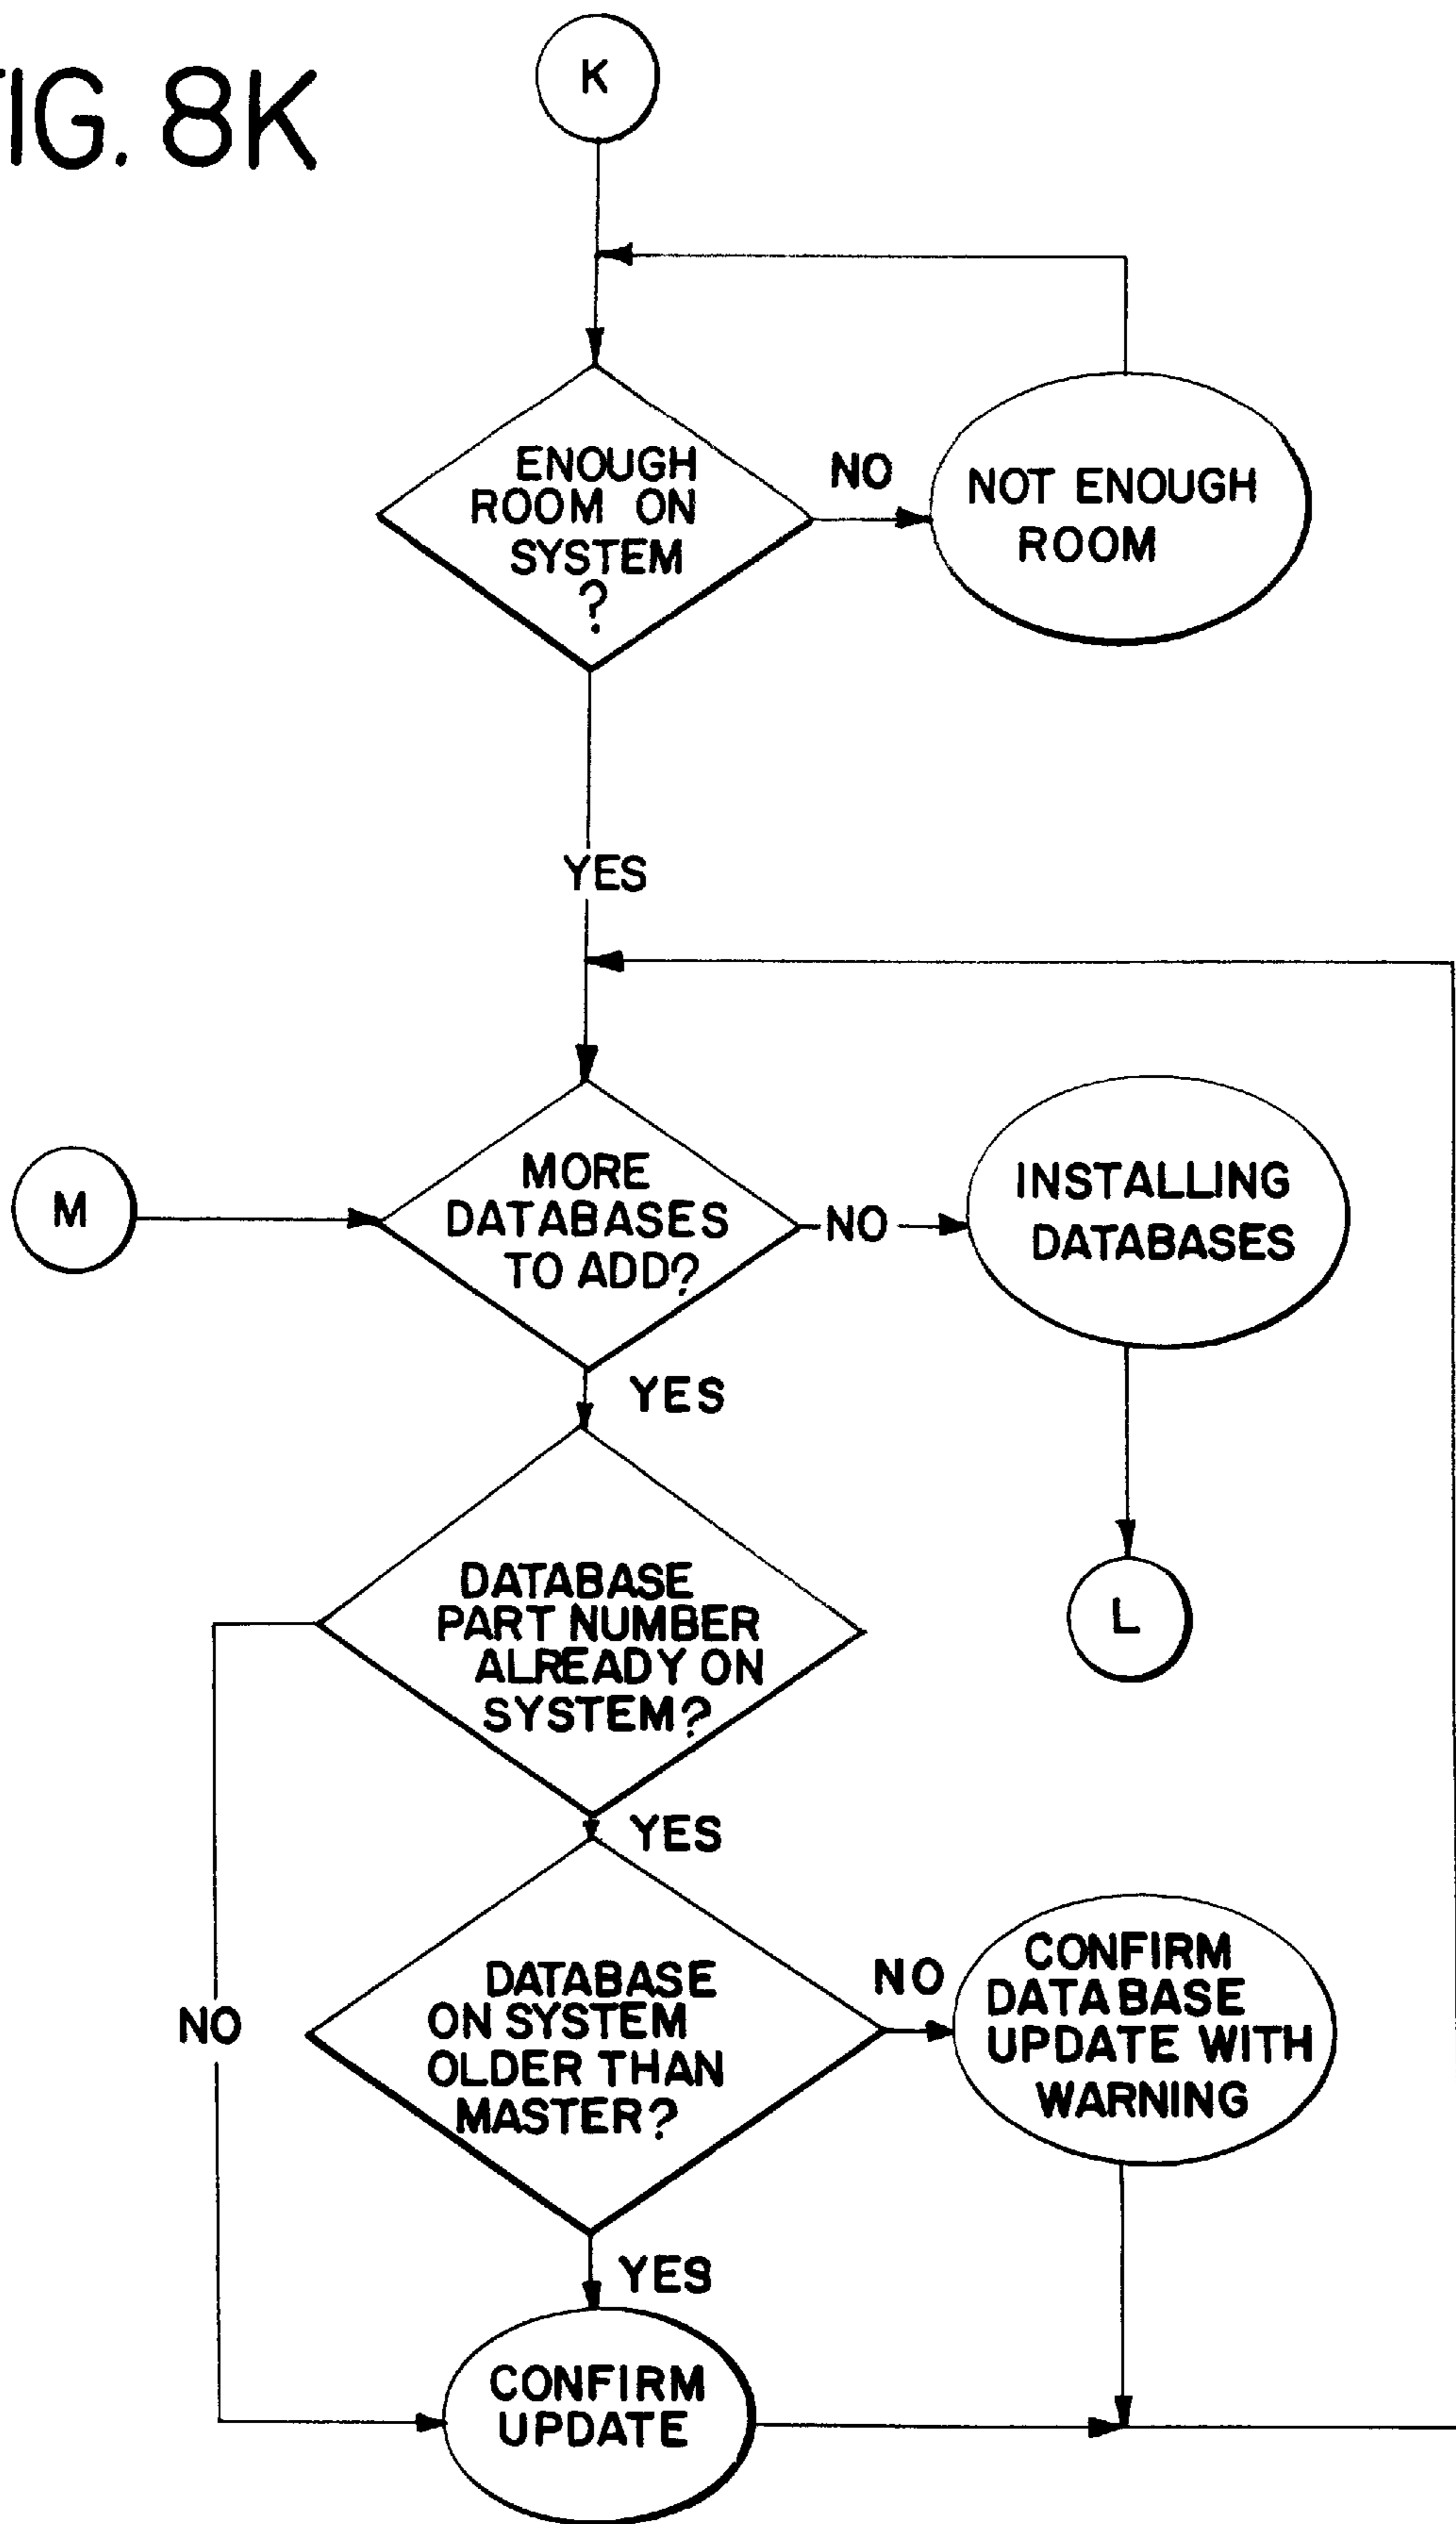 FIG. 8K
K
ENOUGH
ROOM ON
SYSTEM
?
NO
NOT ENOUGH
ROOM
YES
M
MORE
DATABASES
TO ADD?
NO
INSTALLING
DATABASES
YES
L
DATABASE
PART NUMBER
ALREADY ON
SYSTEM?
YES
NO
DATABASE
ON SYSTEM
OLDER THAN
MASTER?
NO
CONFIRM
DATABASE
UPDATE WITH
WARNING
YES
CONFIRM
UPDATE